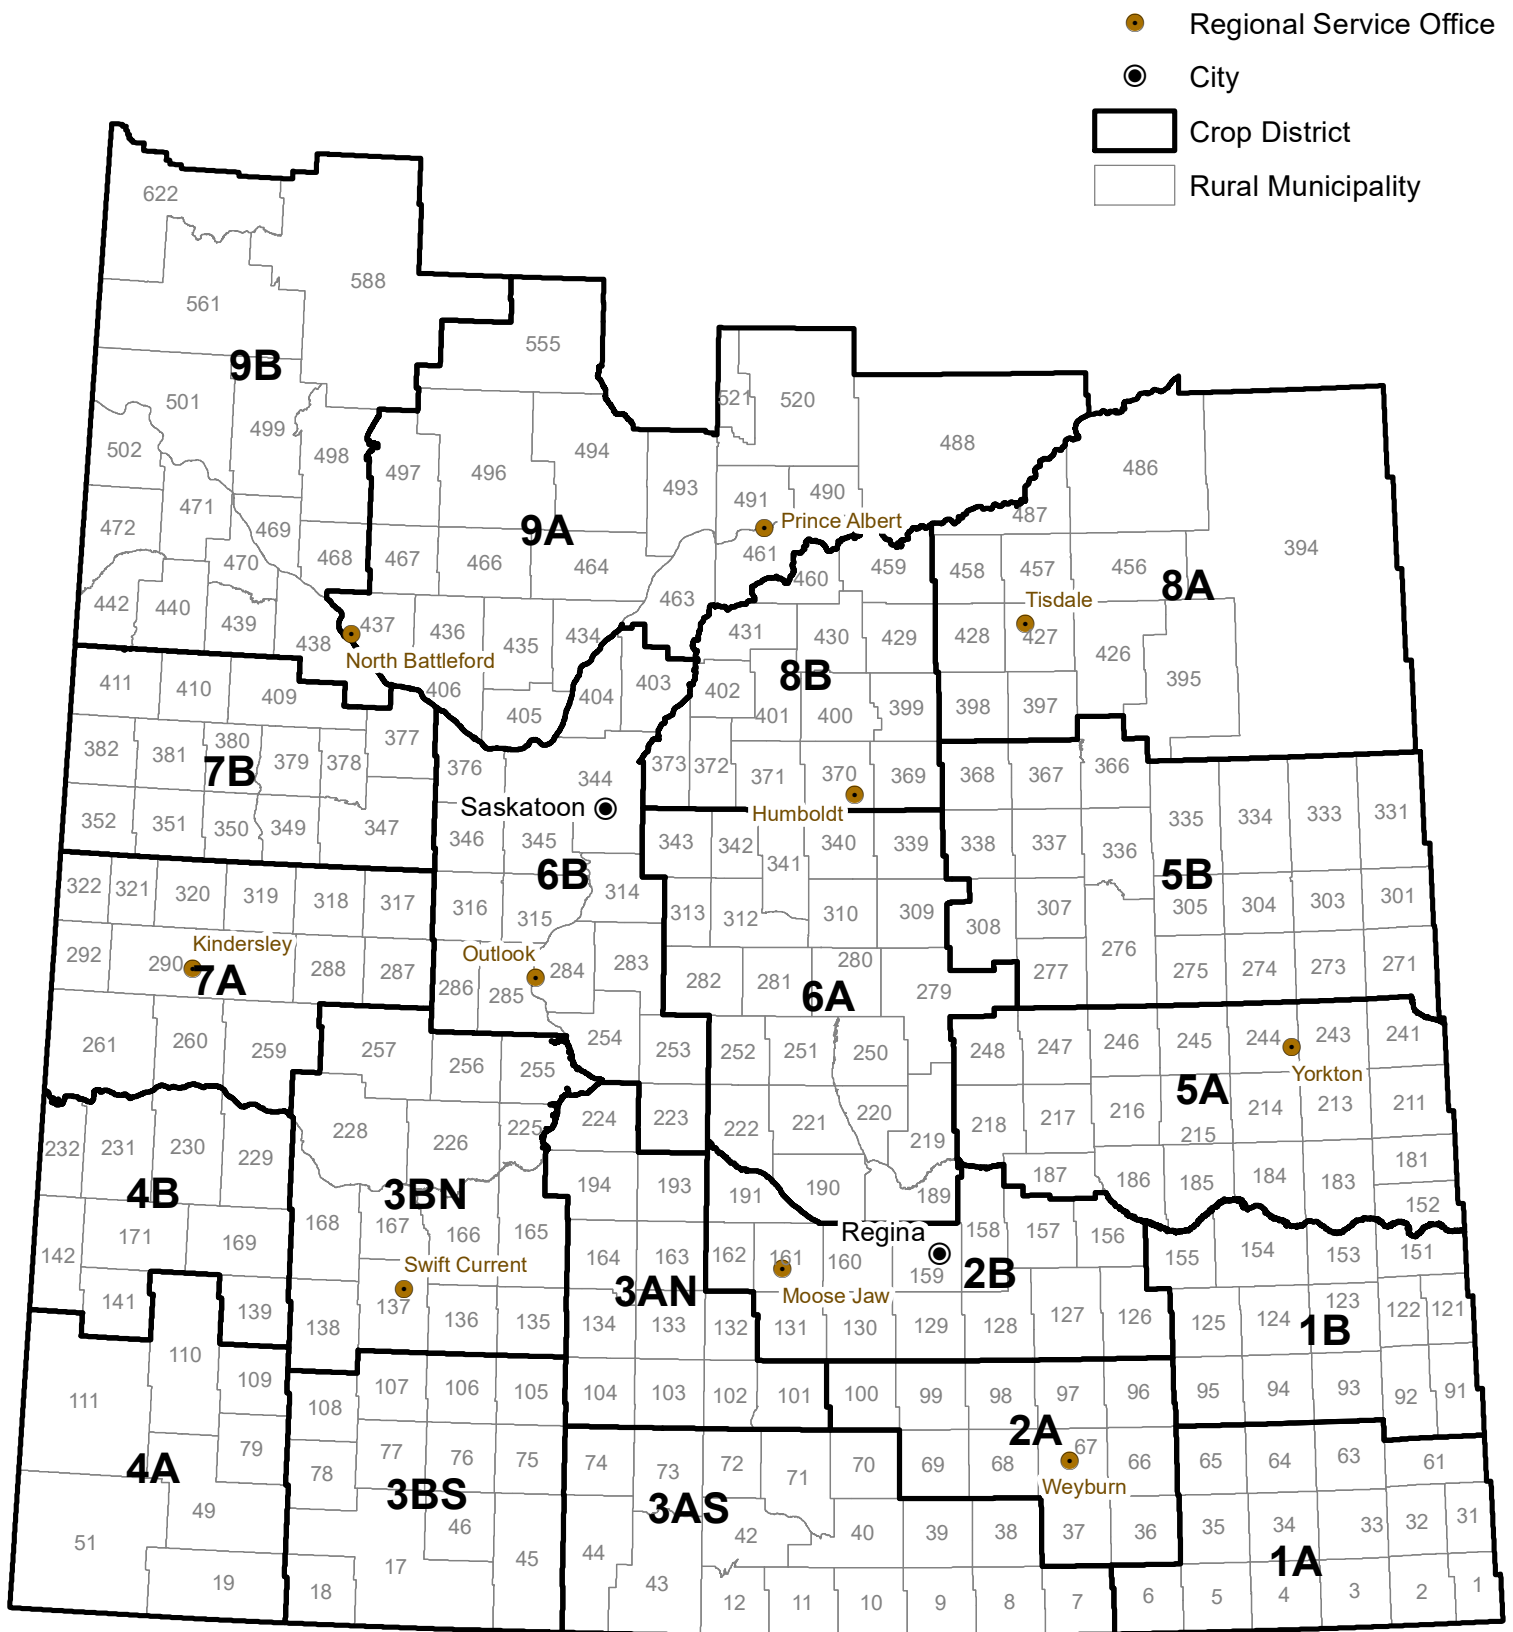 Regional Service Office
City
Crop District
Rural Municipality
622
588
561
555
9B
521 520
501
499
488
502
498 497 496 494
486
493
491 490
471
472
469
487
9A
Prince Albert
394
468 467 466 464
461
470
460 459 458 457 456
8A
442 440
463
Tisdale
439
438 437 436 435 434
431 430 429 428 427
426
North Battleford
8B
411 410 409
406
405 404 403 402
401 400 399 398 397
395
382 381 380 379 378 377
7B
376
344
373 372 371 370 369 368 367 366
Saskatoon
Humboldt
352 351 350 349 347
346 345
343 342 341 340 339 338 337 336
335 334 333 331
6B
5B
322 321 320 319 318 317
316 315 314
313 312 310 309 308 307
305 304 303 301
Kindersley
Outlook
292 290 288 287
7A
286 285 284 283
282 281 280 279
6A
277 276 275 274 273 271
261 260 259
257 256 255
254 253 252 251 250
248 247 246 245 244 243 241
Yorkton
5A
232 231 230 229
228 226 225
224 223 222 221 220 219
218 217 216 215 214 213 211
4B
3BN
194 193 191 190 189
187 186 185 184 183 181
152
142 171 169
168 167 166 165
164 163 162 161 160 159
158 157 156 155 154 153 151
Regina
Swift Current
2B
3AN
Moose Jaw
141 139 138 137 136 135
134 133 132 131 130 129 128 127 126
125 124 123 122 121
1B
111 110 109 108 107 106 105
104 103 102 101 100 99 98 97 96
95 94 93 92 91
2A
4A
79 78 77 76 75
74 73 72 71 70 69 68 67 66
65 64 63 61
Weyburn
3BS
3AS
51 49
46
45 44 43 42 40 39 38 37 36
35 34 33 32 31
1A
19 18 17
12 11 10 9 8 7 6 5 4 3 2 1